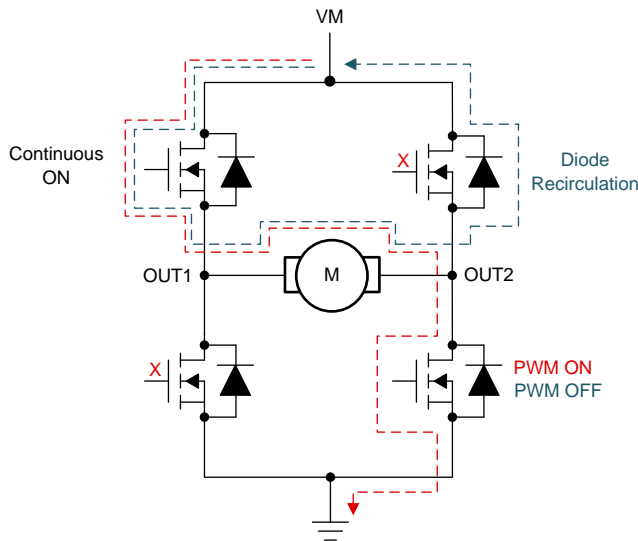 VM
Continuous
ON
X
Diode
Recirculation
OUT1
M
OUT2
X
PWM ON
PWM OFF